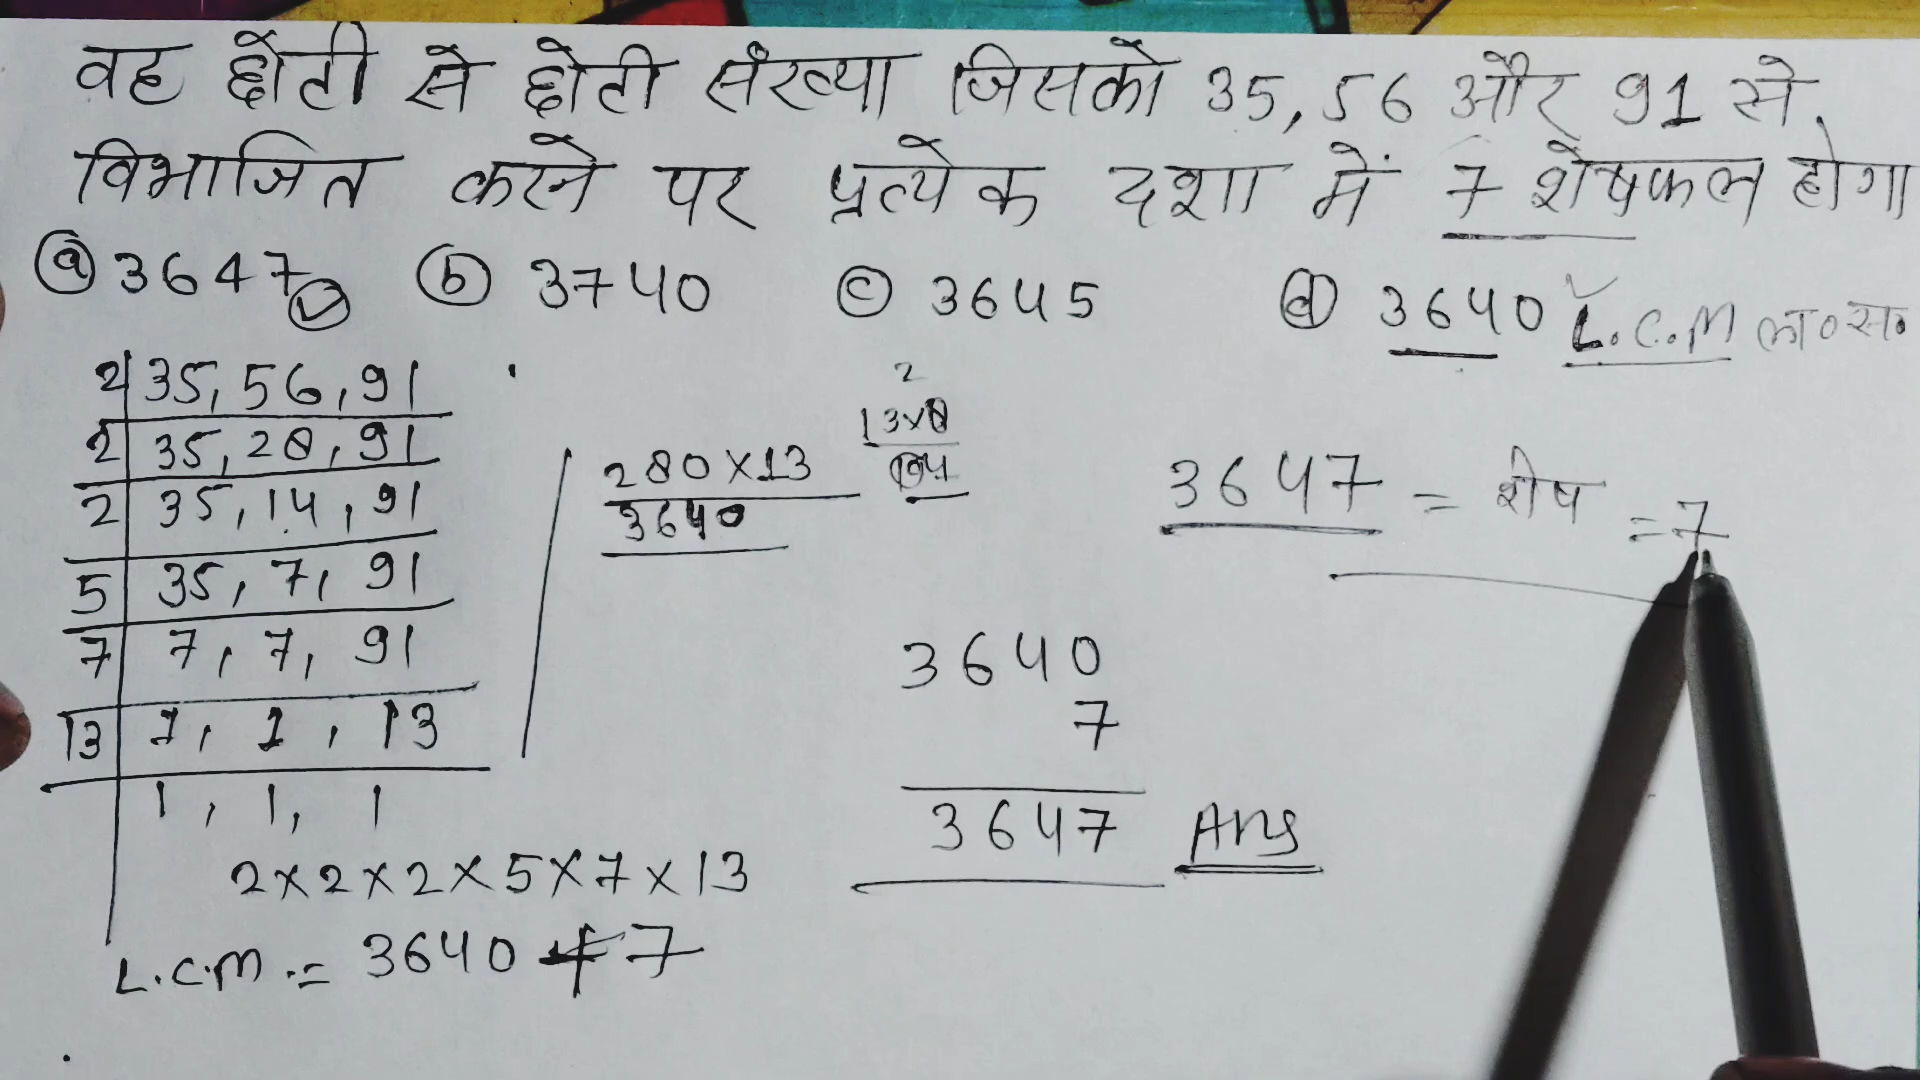 वह छोटी से छोटी संख्या जिसको 35, 56 और 91 से
विभाजित करने पर प्रत्येक दशा में 7 शेषफल होगा
(a) 3647 (b) 3740 (c) 3645 (d) 3640 L.C.M ल०स०
2 | 35, 56, 91
2 | 35, 28, 91
2 | 35, 14, 91
5 | 35, 7, 91
7 | 7, 7, 91
13 | 1, 1, 13
1, 1, 1
2×2×2×5×7×13
L.C.M. = 3640 + 7
280×13
3640
2
13×8
104
3640
7
3647 Ans
3647 = शेष = 7